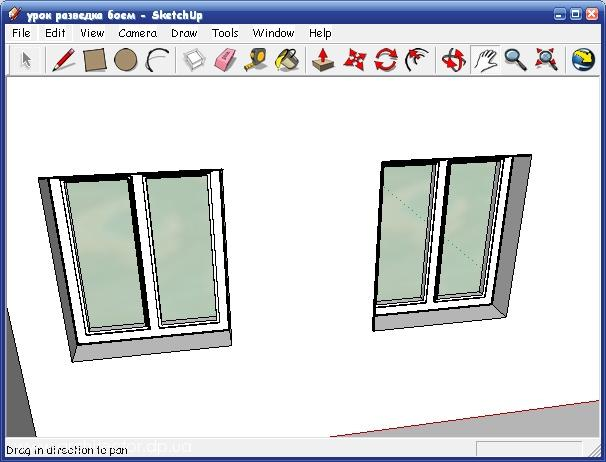 урок разведка боем - SketchUp
File Edit View Camera Draw Tools Window Help
Drag in direction to pan